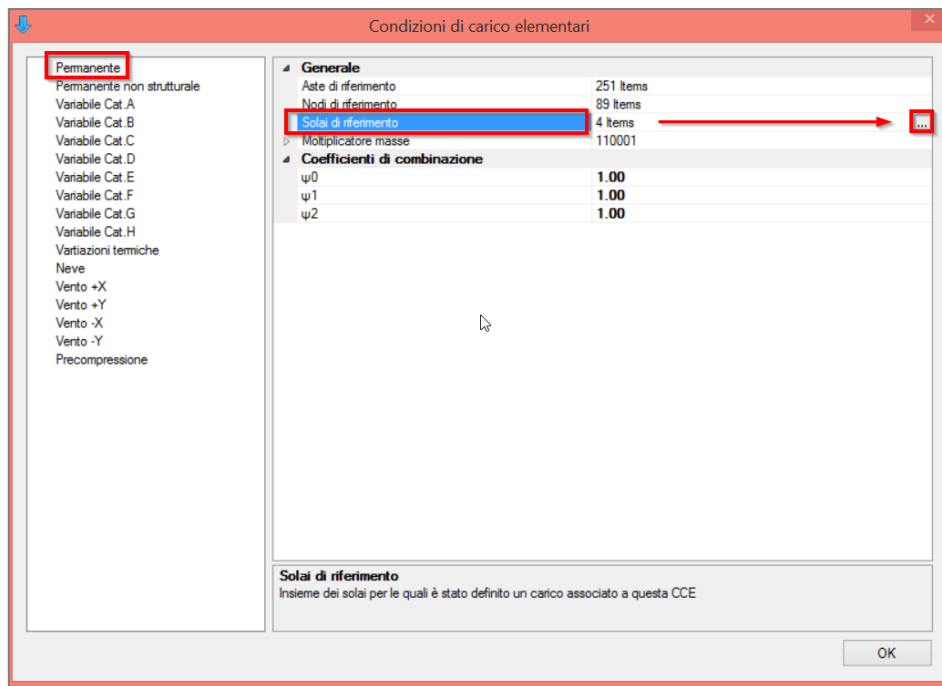 Condizioni di carico elementari
Permanente
Permanente non strutturale
Variabile Cat.A
Variabile Cat.B
Variabile Cat.C
Variabile Cat.D
Variabile Cat.E
Variabile Cat.F
Variabile Cat.G
Variabile Cat.H
Vartiazioni termiche
Neve
Vento +X
Vento +Y
Vento -X
Vento -Y
Precompressione
Generale
Aste di riferimento 251 Items
Nodi di riferimento 89 Items
Solai di riferimento 4 Items ...
Moltiplicatore masse 110001
Coefficienti di combinazione
ψ0 1.00
ψ1 1.00
ψ2 1.00
Solai di riferimento
Insieme dei solai per le quali è stato definito un carico associato a questa CCE
OK